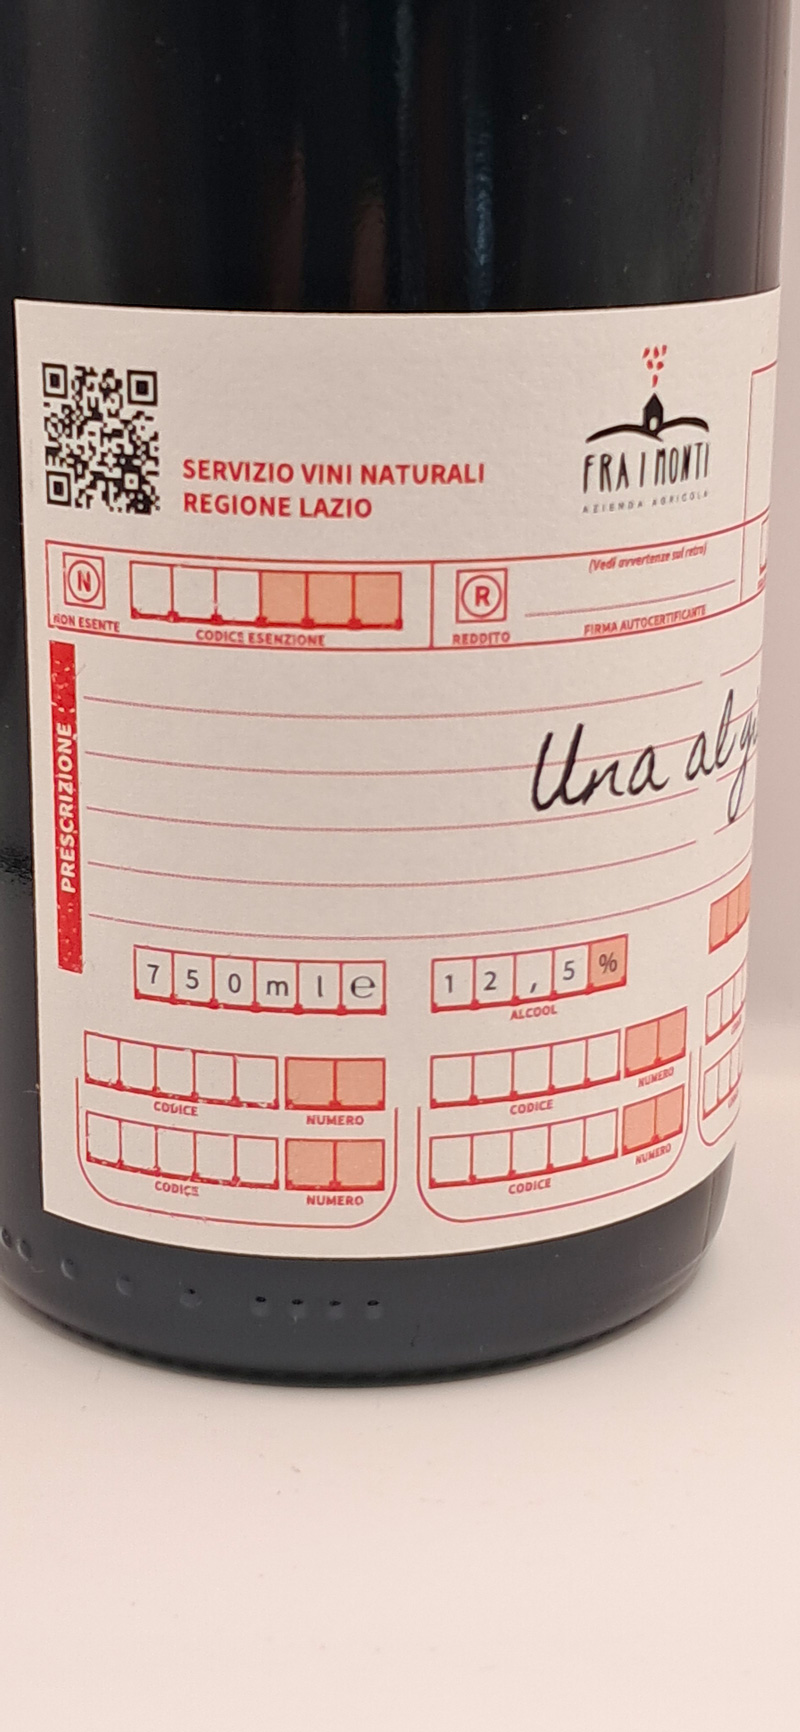 SERVIZIO VINI NATURALI
REGIONE LAZIO
FRA I MONTI
AZIENDA AGRICOLA
N
NON ESENTE
CODICE ESENZIONE
R
REDDITO
(Vedi avvertenze sul retro)
FIRMA AUTOCERTIFICANTE
PRESCRIZIONE
Una al
750ml℮
12,5%
ALCOOL
CODICE NUMERO
CODICE NUMERO
CODICE NUMERO
CODICE NUMERO